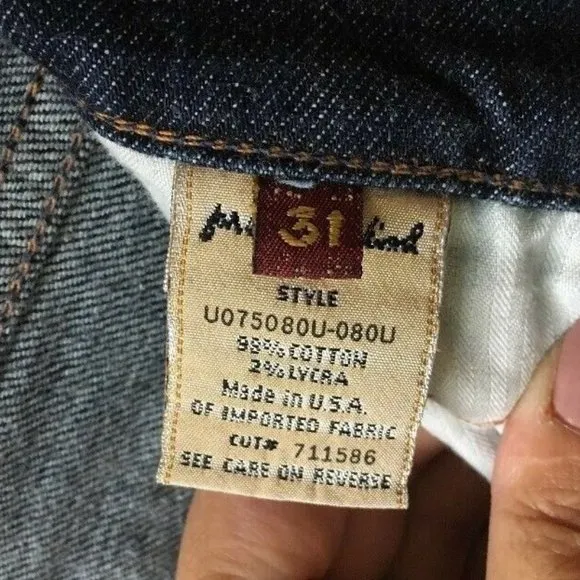 31
STYLE
U075080U-080U
98% COTTON
2% LYCRA
Made in U.S.A.
OF IMPORTED FABRIC
CUT# 711586
SEE CARE ON REVERSE